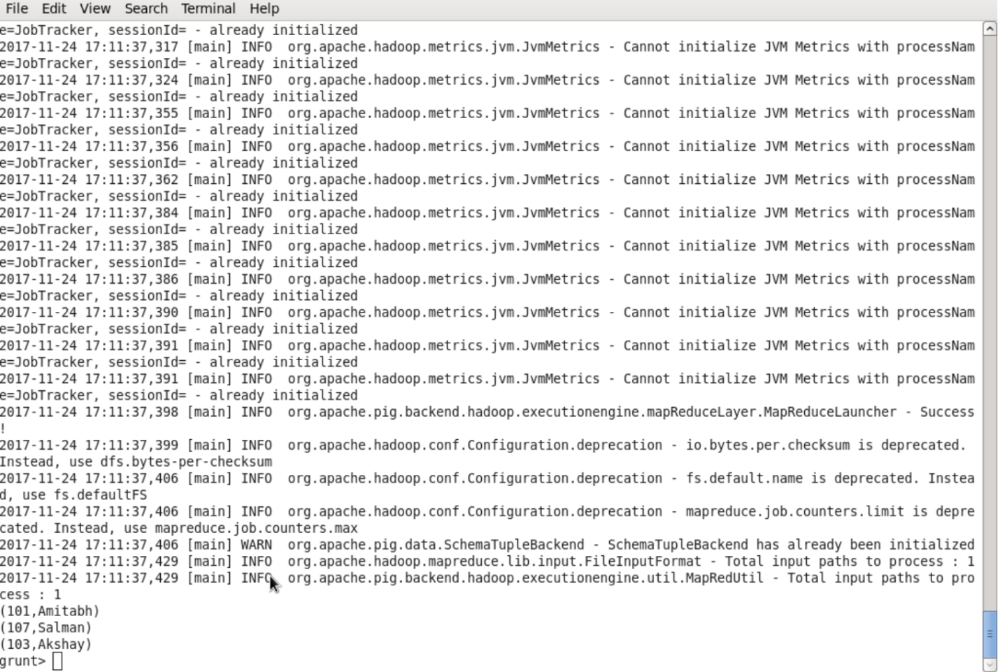 File Edit View Search Terminal Help
e=JobTracker, sessionId= - already initialized
2017-11-24 17:11:37,317 [main] INFO  org.apache.hadoop.metrics.jvm.JvmMetrics - Cannot initialize JVM Metrics with processNam
e=JobTracker, sessionId= - already initialized
2017-11-24 17:11:37,324 [main] INFO  org.apache.hadoop.metrics.jvm.JvmMetrics - Cannot initialize JVM Metrics with processNam
e=JobTracker, sessionId= - already initialized
2017-11-24 17:11:37,355 [main] INFO  org.apache.hadoop.metrics.jvm.JvmMetrics - Cannot initialize JVM Metrics with processNam
e=JobTracker, sessionId= - already initialized
2017-11-24 17:11:37,356 [main] INFO  org.apache.hadoop.metrics.jvm.JvmMetrics - Cannot initialize JVM Metrics with processNam
e=JobTracker, sessionId= - already initialized
2017-11-24 17:11:37,362 [main] INFO  org.apache.hadoop.metrics.jvm.JvmMetrics - Cannot initialize JVM Metrics with processNam
e=JobTracker, sessionId= - already initialized
2017-11-24 17:11:37,384 [main] INFO  org.apache.hadoop.metrics.jvm.JvmMetrics - Cannot initialize JVM Metrics with processNam
e=JobTracker, sessionId= - already initialized
2017-11-24 17:11:37,385 [main] INFO  org.apache.hadoop.metrics.jvm.JvmMetrics - Cannot initialize JVM Metrics with processNam
e=JobTracker, sessionId= - already initialized
2017-11-24 17:11:37,386 [main] INFO  org.apache.hadoop.metrics.jvm.JvmMetrics - Cannot initialize JVM Metrics with processNam
e=JobTracker, sessionId= - already initialized
2017-11-24 17:11:37,390 [main] INFO  org.apache.hadoop.metrics.jvm.JvmMetrics - Cannot initialize JVM Metrics with processNam
e=JobTracker, sessionId= - already initialized
2017-11-24 17:11:37,391 [main] INFO  org.apache.hadoop.metrics.jvm.JvmMetrics - Cannot initialize JVM Metrics with processNam
e=JobTracker, sessionId= - already initialized
2017-11-24 17:11:37,391 [main] INFO  org.apache.hadoop.metrics.jvm.JvmMetrics - Cannot initialize JVM Metrics with processNam
e=JobTracker, sessionId= - already initialized
2017-11-24 17:11:37,398 [main] INFO  org.apache.pig.backend.hadoop.executionengine.mapReduceLayer.MapReduceLauncher - Success
!
2017-11-24 17:11:37,399 [main] INFO  org.apache.hadoop.conf.Configuration.deprecation - io.bytes.per.checksum is deprecated.
Instead, use dfs.bytes-per-checksum
2017-11-24 17:11:37,406 [main] INFO  org.apache.hadoop.conf.Configuration.deprecation - fs.default.name is deprecated. Instea
d, use fs.defaultFS
2017-11-24 17:11:37,406 [main] INFO  org.apache.hadoop.conf.Configuration.deprecation - mapreduce.job.counters.limit is depre
cated. Instead, use mapreduce.job.counters.max
2017-11-24 17:11:37,406 [main] WARN  org.apache.pig.data.SchemaTupleBackend - SchemaTupleBackend has already been initialized
2017-11-24 17:11:37,429 [main] INFO  org.apache.hadoop.mapreduce.lib.input.FileInputFormat - Total input paths to process : 1
2017-11-24 17:11:37,429 [main] INFO  org.apache.pig.backend.hadoop.executionengine.util.MapRedUtil - Total input paths to pro
cess : 1
(101,Amitabh)
(107,Salman)
(103,Akshay)
grunt>